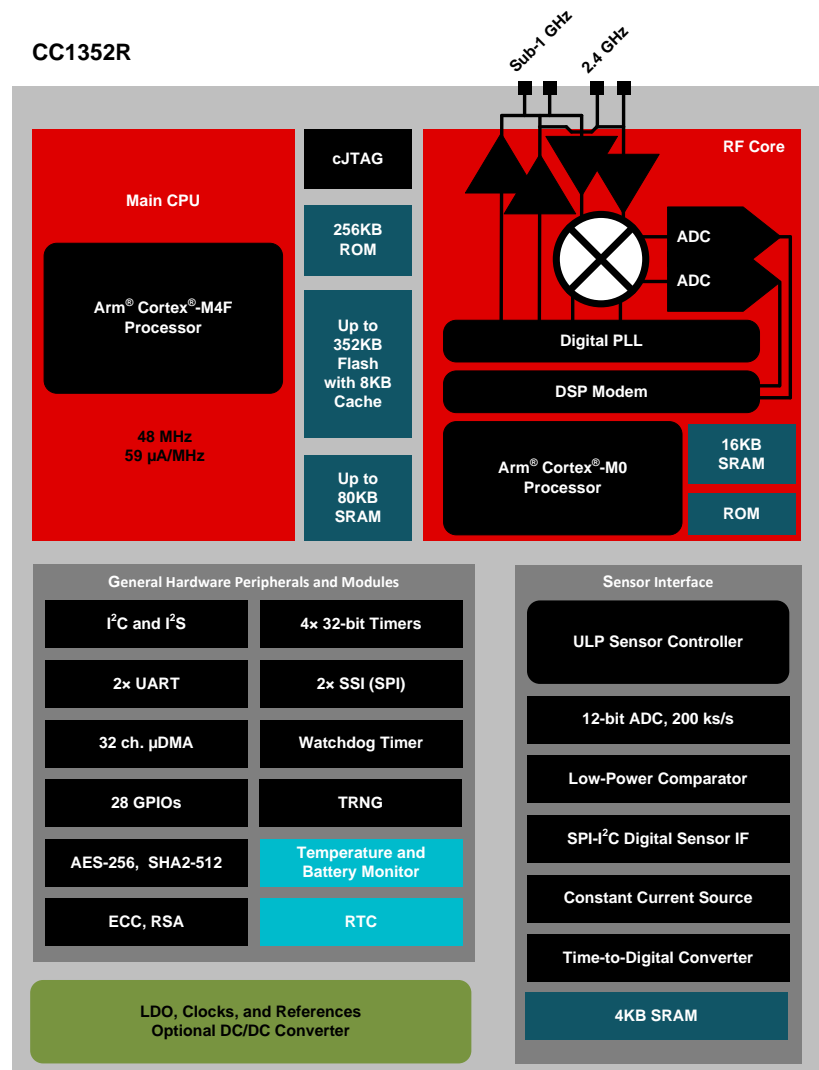 CC1352R
Sub-1 GHz
2.4 GHz
Main CPU
Arm® Cortex®-M4F
Processor
48 MHz
59 µA/MHz
cJTAG
256KB
ROM
Up to
352KB
Flash
with 8KB
Cache
Up to
80KB
SRAM
RF Core
ADC
ADC
Digital PLL
DSP Modem
Arm® Cortex®-M0
Processor
16KB
SRAM
ROM
General Hardware Peripherals and Modules
I²C and I²S
4× 32-bit Timers
2× UART
2× SSI (SPI)
32 ch. µDMA
Watchdog Timer
28 GPIOs
TRNG
AES-256, SHA2-512
Temperature and
Battery Monitor
ECC, RSA
RTC
LDO, Clocks, and References
Optional DC/DC Converter
Sensor Interface
ULP Sensor Controller
12-bit ADC, 200 ks/s
Low-Power Comparator
SPI-I²C Digital Sensor IF
Constant Current Source
Time-to-Digital Converter
4KB SRAM